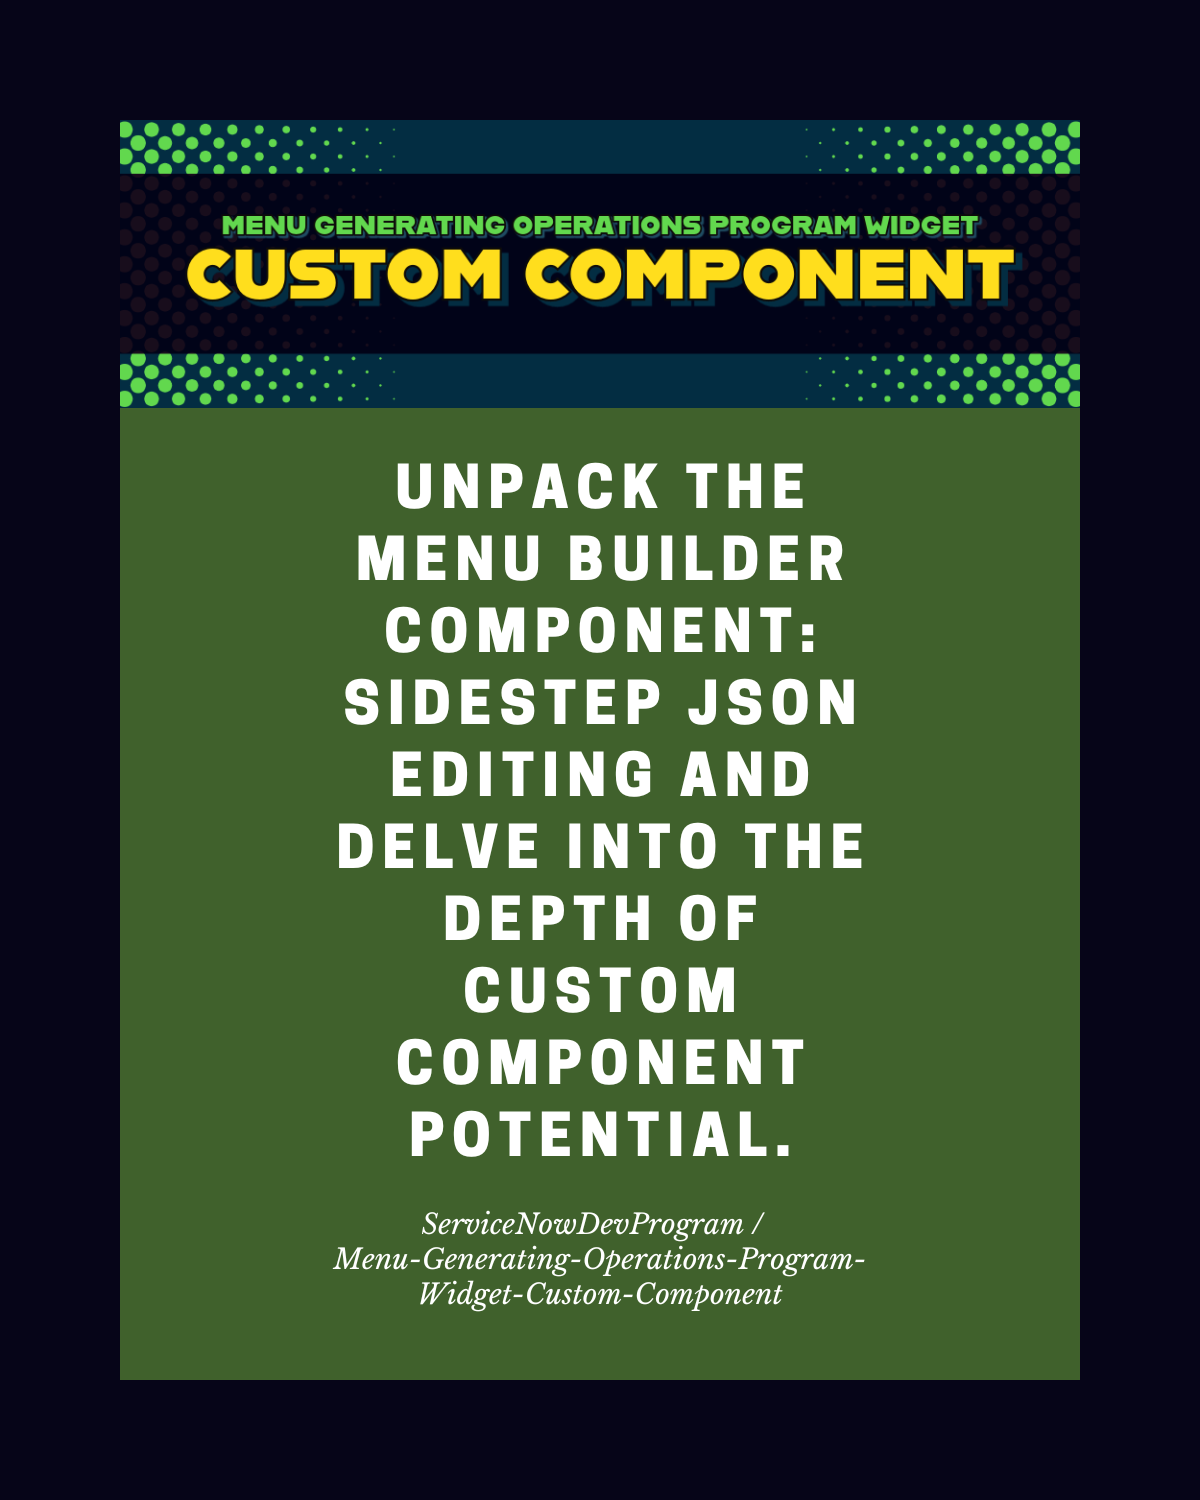 MENU GENERATING OPERATIONS PROGRAM WIDGET
CUSTOM COMPONENT
UNPACK THE
MENU BUILDER
COMPONENT:
SIDESTEP JSON
EDITING AND
DELVE INTO THE
DEPTH OF
CUSTOM
COMPONENT
POTENTIAL.
ServiceNowDevProgram /
Menu-Generating-Operations-Program-
Widget-Custom-Component